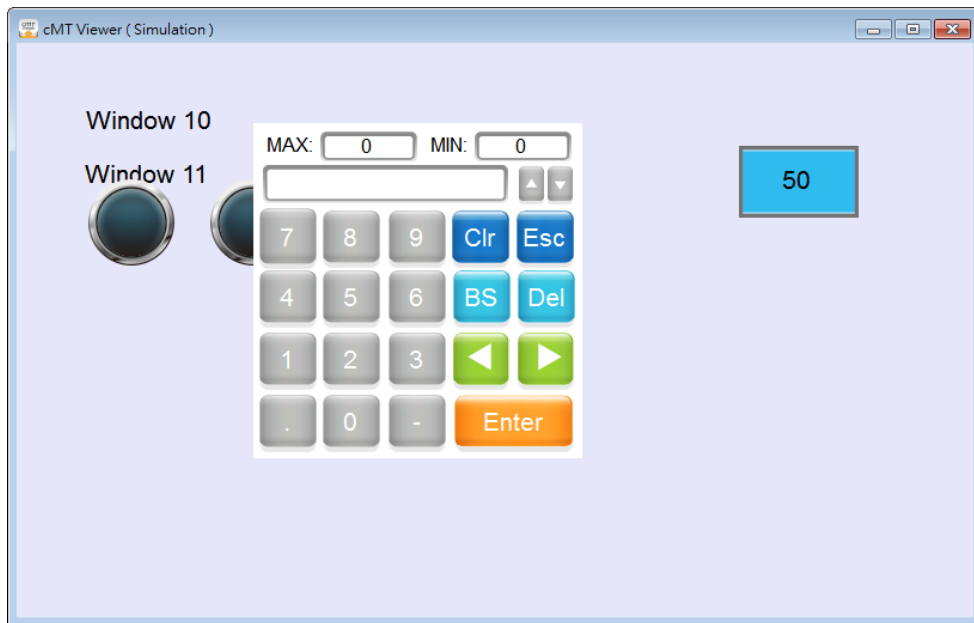 cMT Viewer ( Simulation )
Window 10
Window 11
MAX: 0 MIN: 0
7 8 9 Clr Esc
4 5 6 BS Del
1 2 3
. 0 - Enter
50